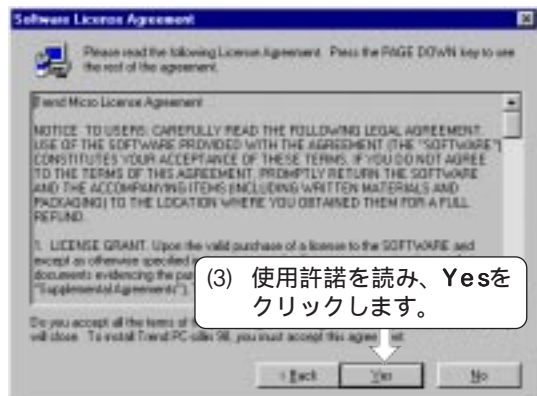 Software License Agreement
Please read the following License Agreement. Press the PAGE DOWN key to see
the rest of the agreement.
Trend Micro License Agreement
NOTICE TO USERS: CAREFULLY READ THE FOLLOWING LEGAL AGREEMENT.
USE OF THE SOFTWARE PROVIDED WITH THE AGREEMENT (THE "SOFTWARE")
CONSTITUTES YOUR ACCEPTANCE OF THESE TERMS. IF YOU DO NOT AGREE
TO THE TERMS OF THIS AGREEMENT, PROMPTLY RETURN THE SOFTWARE
AND THE ACCOMPANYING ITEMS (INCLUDING WRITTEN MATERIALS AND
PACKAGING) TO THE LOCATION WHERE YOU OBTAINED THEM FOR A FULL
REFUND.
1. LICENSE GRANT. Upon the valid purchase of a license to the SOFTWARE and
except as otherwise specified
documents evidencing the
"Supplemental Agreements").
(3) 使用許諾を読み、Yesを
クリックします。
Do you accept all the terms of
will close. To install Trend PC-cillin 98, you must accept this
< Back
Yes
No